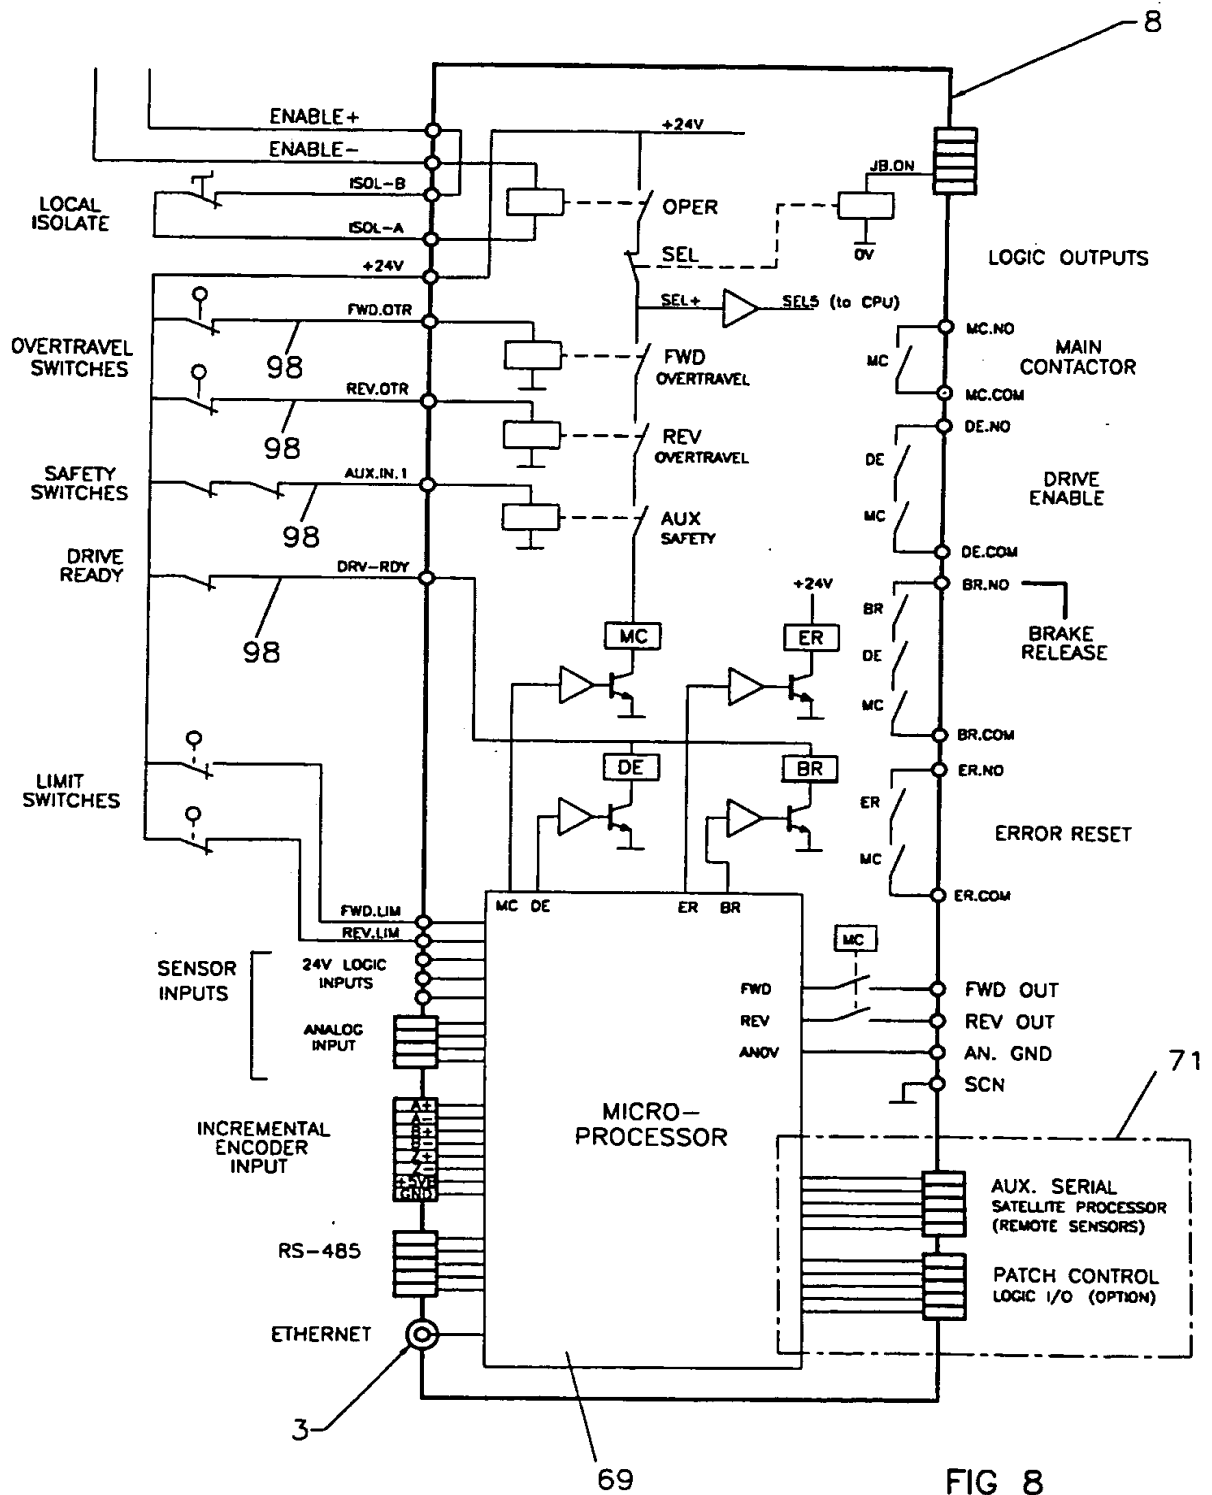 8
ENABLE+
+24V
ENABLE-
JB.ON
ISOL-B
LOCAL
ISOLATE
OPER
ISOL-A
0V
SEL
LOGIC OUTPUTS
+24V
SEL+
SEL5 (to CPU)
FWD.OTR
MC.NO
OVERTRAVEL
SWITCHES
98
FWD
OVERTRAVEL
MC
MAIN
CONTACTOR
REV.OTR
MC.COM
DE.NO
98
REV
OVERTRAVEL
DE
SAFETY
SWITCHES
AUX.IN.1
DRIVE
ENABLE
MC
98
AUX
SAFETY
DE.COM
DRIVE
READY
DRV-RDY
+24V
BR.NO
BR
98
MC
ER
BRAKE
RELEASE
DE
MC
BR.COM
DE
BR
ER.NO
LIMIT
SWITCHES
ER
ERROR RESET
MC
ER.COM
MC
DE
ER
BR
FWD.LIM
REV.LIM
MC
SENSOR
INPUTS
24V LOGIC
INPUTS
FWD
FWD OUT
REV
REV OUT
ANALOG
INPUT
AN0V
AN. GND
SCN
71
A+
A-
B+
B-
Z+
Z-
+5VF
GND
INCREMENTAL
ENCODER
INPUT
MICRO-
PROCESSOR
AUX. SERIAL
SATELLITE PROCESSOR
(REMOTE SENSORS)
RS-485
PATCH CONTROL
LOGIC I/O (OPTION)
ETHERNET
3
69
FIG 8